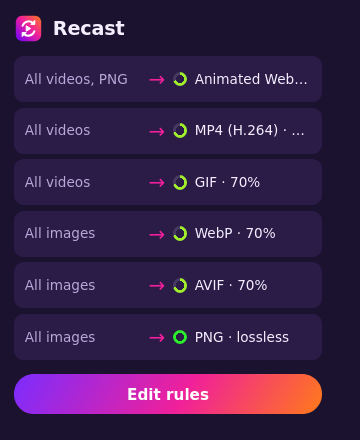 Recast
All videos, PNG → Animated Web…
All videos → MP4 (H.264) · …
All videos → GIF · 70%
All images → WebP · 70%
All images → AVIF · 70%
All images → PNG · lossless
Edit rules